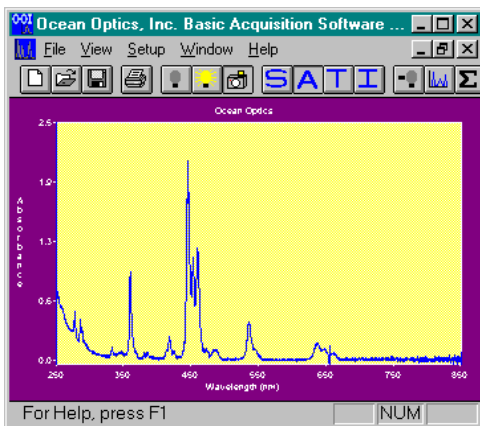 OOI Ocean Optics, Inc. Basic Acquisition Software ...
File View Setup Window Help
S A T I Σ
Ocean Optics
2.5
1.9
1.3
0.6
0.0
Absorbance
250 350 450 550 650 750 850
Wavelength (nm)
For Help, press F1 NUM